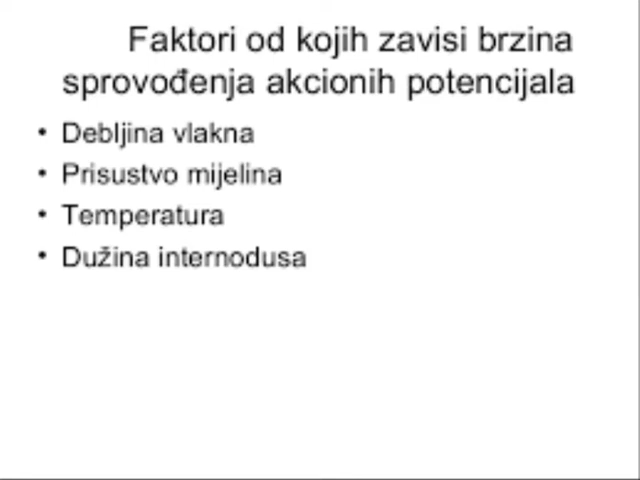 Faktori od kojih zavisi brzina
sprovođenja akcionih potencijala
• Debljina vlakna
• Prisustvo mijelina
• Temperatura
• Dužina internodusa